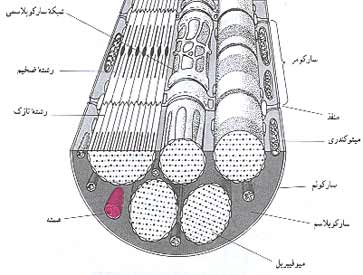 شبکه سارکوپلاسمی
رشتهٔ ضخیم
رشتهٔ نازک
هسته
سارکومر
منفذ
میتوکندری
سارکولم
سارکوپلاسم
میوفیبریل